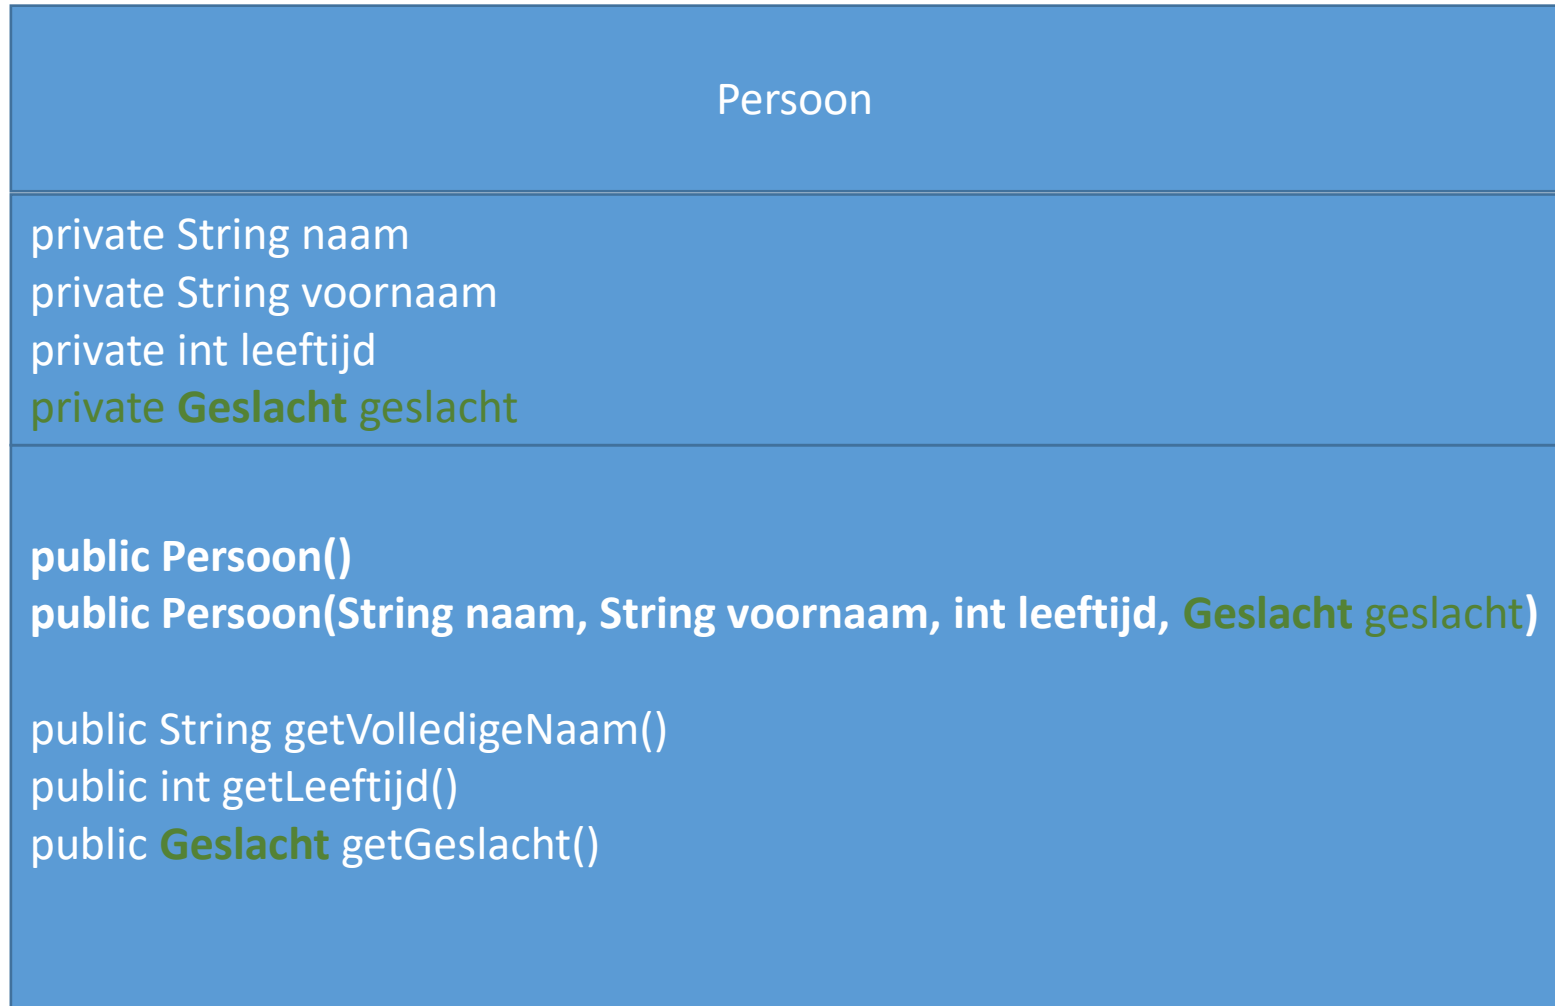 Persoon
private String naam
private String voornaam
private int leeftijd
private Geslacht geslacht
public Persoon()
public Persoon(String naam, String voornaam, int leeftijd, Geslacht geslacht)
public String getVolledigeNaam()
public int getLeeftijd()
public Geslacht getGeslacht()